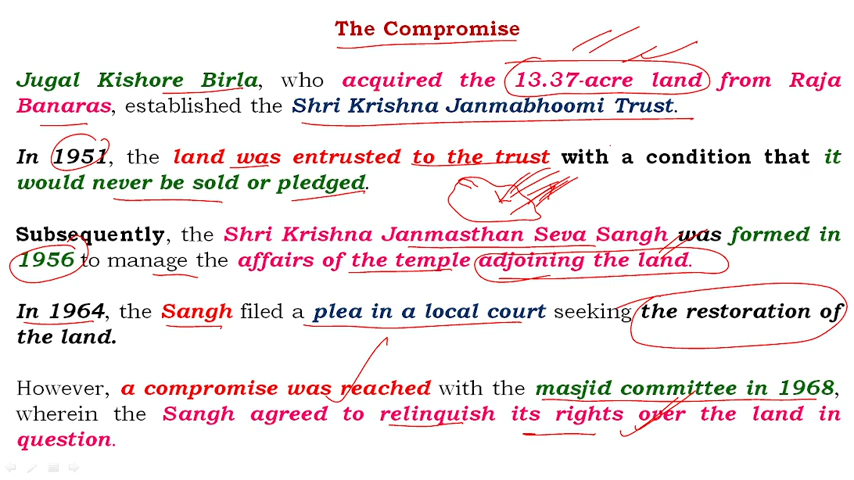 The Compromise
Jugal Kishore Birla, who acquired the 13.37-acre land from Raja
Banaras, established the Shri Krishna Janmabhoomi Trust.
In 1951, the land was entrusted to the trust with a condition that it
would never be sold or pledged.
Subsequently, the Shri Krishna Janmasthan Seva Sangh was formed in
1956 to manage the affairs of the temple adjoining the land.
In 1964, the Sangh filed a plea in a local court seeking the restoration of
the land.
However, a compromise was reached with the masjid committee in 1968,
wherein the Sangh agreed to relinquish its rights over the land in
question.